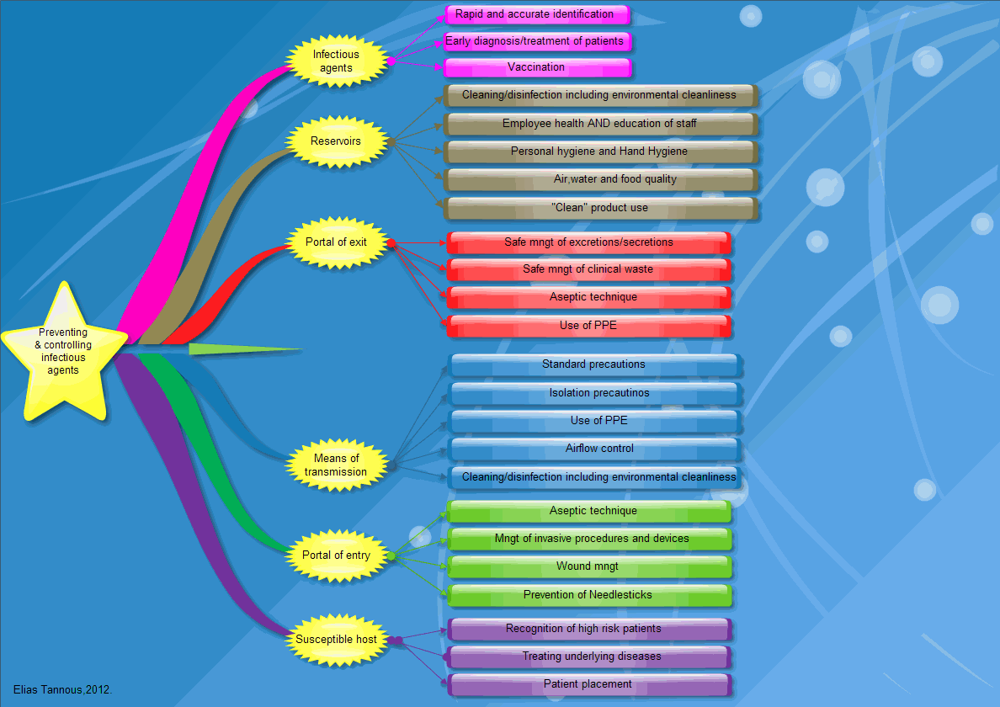 Preventing
& controlling
infectious
agents
Infectious
agents
Rapid and accurate identification
Early diagnosis/treatment of patients
Vaccination
Reservoirs
Cleaning/disinfection including environmental cleanliness
Employee health AND education of staff
Personal hygiene and Hand Hygiene
Air,water and food quality
"Clean" product use
Portal of exit
Safe mngt of excretions/secretions
Safe mngt of clinical waste
Aseptic technique
Use of PPE
Means of
transmission
Standard precautions
Isolation precautinos
Use of PPE
Airflow control
Cleaning/disinfection including environmental cleanliness
Portal of entry
Aseptic technique
Mngt of invasive procedures and devices
Wound mngt
Prevention of Needlesticks
Susceptible host
Recognition of high risk patients
Treating underlying diseases
Patient placement
Elias Tannous,2012.